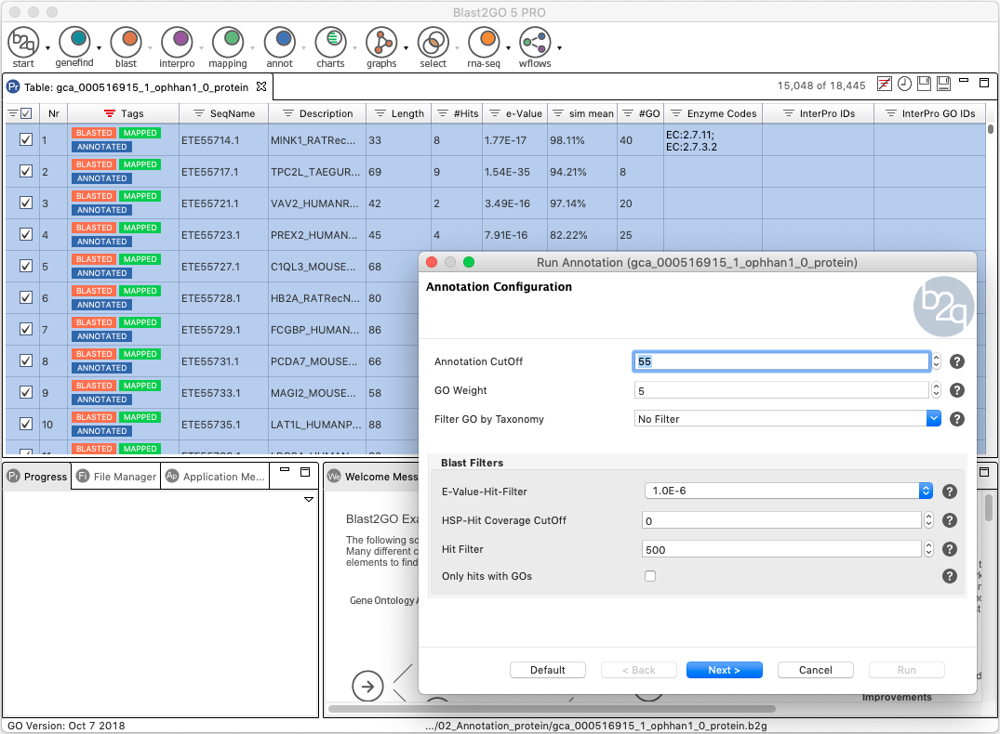 Blast2GO 5 PRO
start genefind blast interpro mapping annot charts graphs select rna-seq wflows
Pr Table: gca_000516915_1_ophhan1_0_protein
15,048 of 18,445
Nr Tags SeqName Description Length #Hits e-Value sim mean #GO Enzyme Codes InterPro IDs InterPro GO IDs
1 BLASTED MAPPED ANNOTATED ETE55714.1 MINK1_RATRec... 33 8 1.77E-17 98.11% 40 EC:2.7.11; EC:2.7.3.2
2 BLASTED MAPPED ANNOTATED ETE55717.1 TPC2L_TAEGUR... 69 9 1.54E-35 94.21% 8
3 BLASTED MAPPED ANNOTATED ETE55721.1 VAV2_HUMANR... 42 2 3.49E-16 97.14% 20
4 BLASTED MAPPED ANNOTATED ETE55723.1 PREX2_HUMAN... 45 4 7.91E-16 82.22% 25
5 BLASTED MAPPED ANNOTATED ETE55727.1 C1QL3_MOUSE... 68
6 BLASTED MAPPED ANNOTATED ETE55728.1 HB2A_RATRecN... 80
7 BLASTED MAPPED ANNOTATED ETE55729.1 FCGBP_HUMAN... 86
8 BLASTED MAPPED ANNOTATED ETE55731.1 PCDA7_MOUSE... 66
9 BLASTED MAPPED ANNOTATED ETE55733.1 MAGI2_MOUSE... 58
10 BLASTED MAPPED ANNOTATED ETE55735.1 LAT1L_HUMANP... 88
BLASTED MAPPED
Run Annotation (gca_000516915_1_ophhan1_0_protein)
Annotation Configuration
b2g
Annotation CutOff 55
GO Weight 5
Filter GO by Taxonomy No Filter
Blast Filters
E-Value-Hit-Filter 1.0E-6
HSP-Hit Coverage CutOff 0
Hit Filter 500
Only hits with GOs
Default < Back Next > Cancel Run
Pr Progress Fi File Manager Ap Application Me...
We Welcome Mess
Blast2GO Exa
The following sc
Many different c
elements to find
Gene Ontology A
Improvements
GO Version: Oct 7 2018
.../02_Annotation_protein/gca_000516915_1_ophhan1_0_protein.b2g